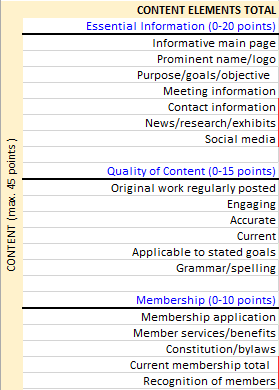 CONTENT ELEMENTS TOTAL
Essential Information (0-20 points)
Informative main page
Prominent name/logo
Purpose/goals/objective
Meeting information
Contact information
News/research/exhibits
Social media
Quality of Content (0-15 points)
Original work regularly posted
Engaging
Accurate
Current
Applicable to stated goals
Grammar/spelling
Membership (0-10 points)
Membership application
Member services/benefits
Constitution/bylaws
Current membership total
Recognition of members
CONTENT (max. 45 points)